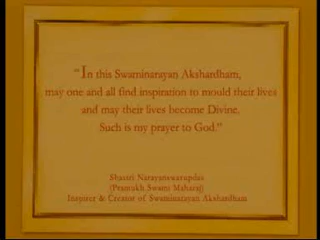 "In this Swaminarayan Akshardham,
may one and all find inspiration to mould their lives
and may their lives become Divine.
Such is my prayer to God."
Shastri Narayanswarupdas
(Pramukh Swami Maharaj)
Inspirer & Creator of Swaminarayan Akshardham